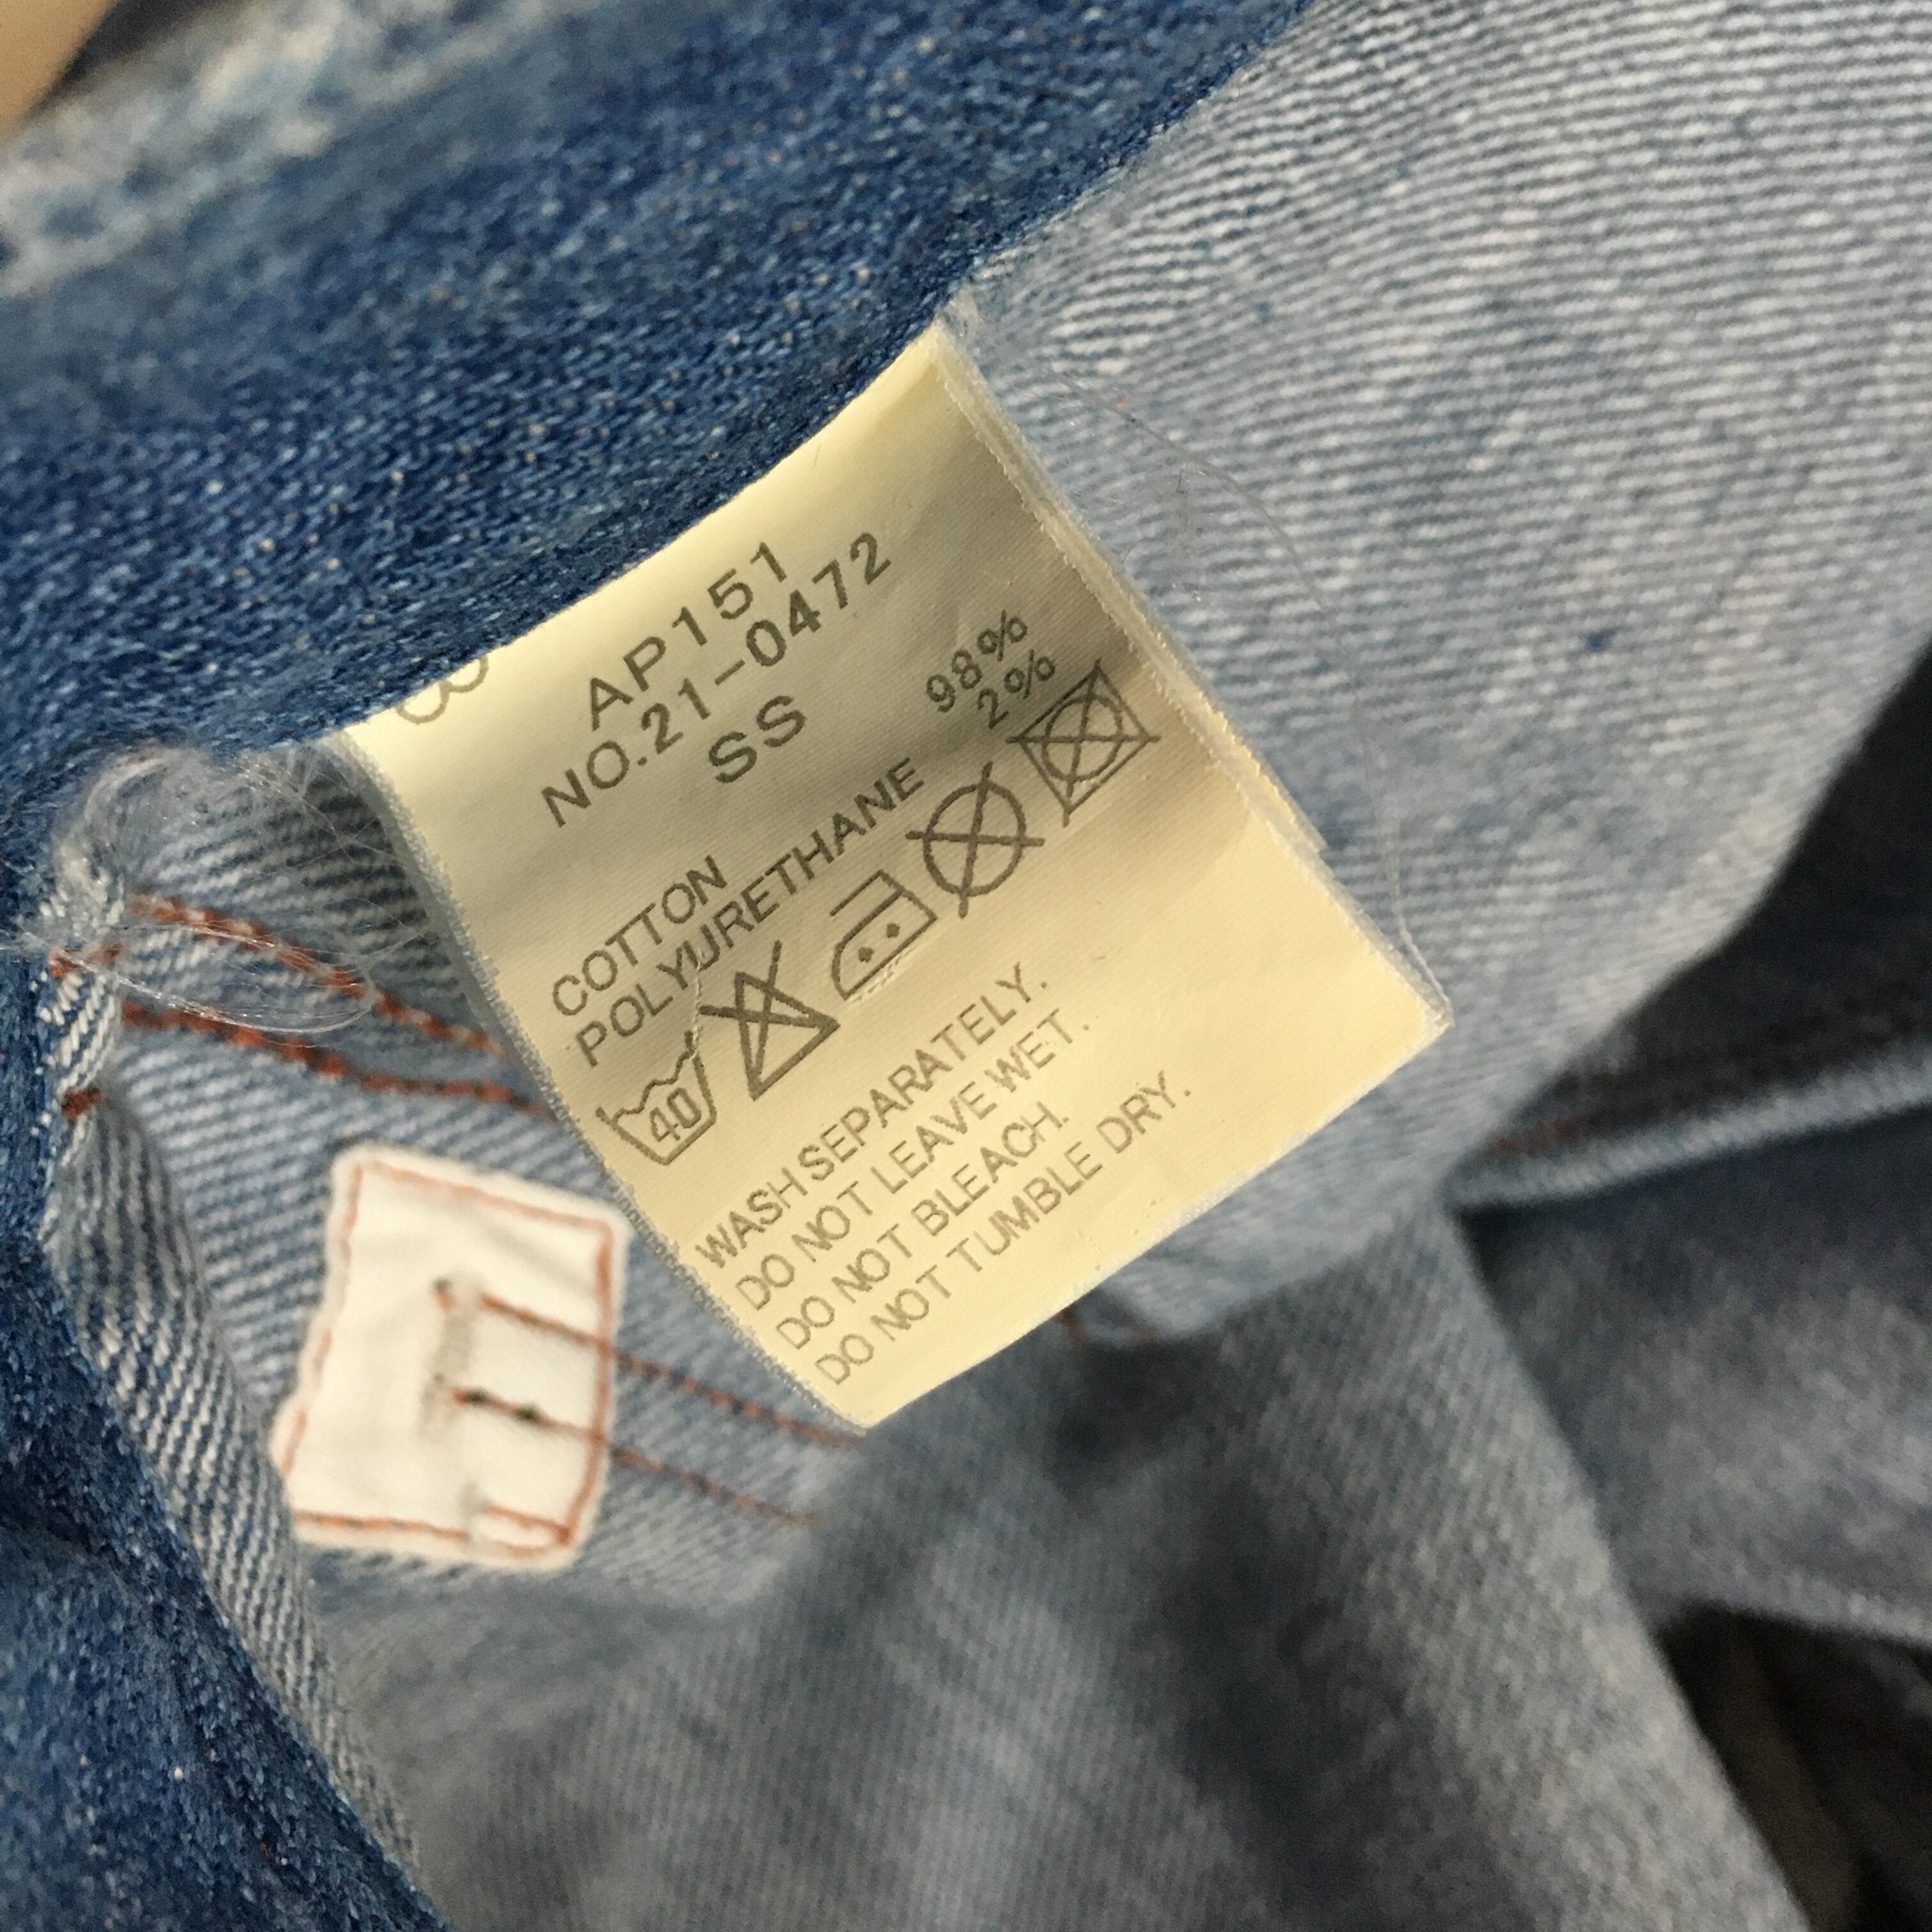 AP151
NO.21-0472
SS
COTTON 98%
POLYURETHANE 2%
40
WASH SEPARATELY.
DO NOT LEAVE WET.
DO NOT BLEACH.
DO NOT TUMBLE DRY.